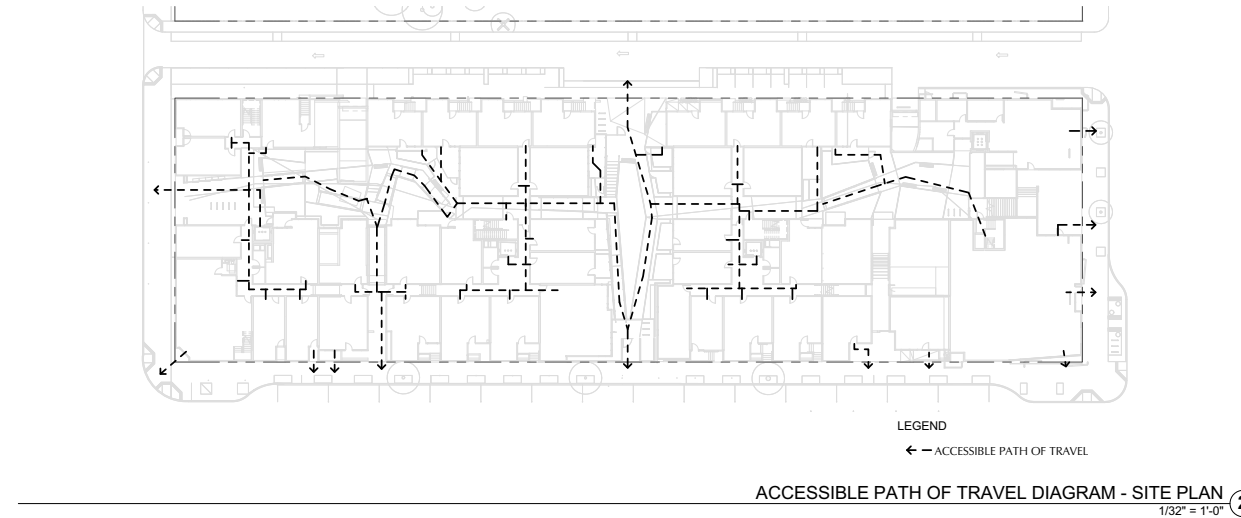 LEGEND
ACCESSIBLE PATH OF TRAVEL
ACCESSIBLE PATH OF TRAVEL DIAGRAM - SITE PLAN
1/32" = 1'-0"